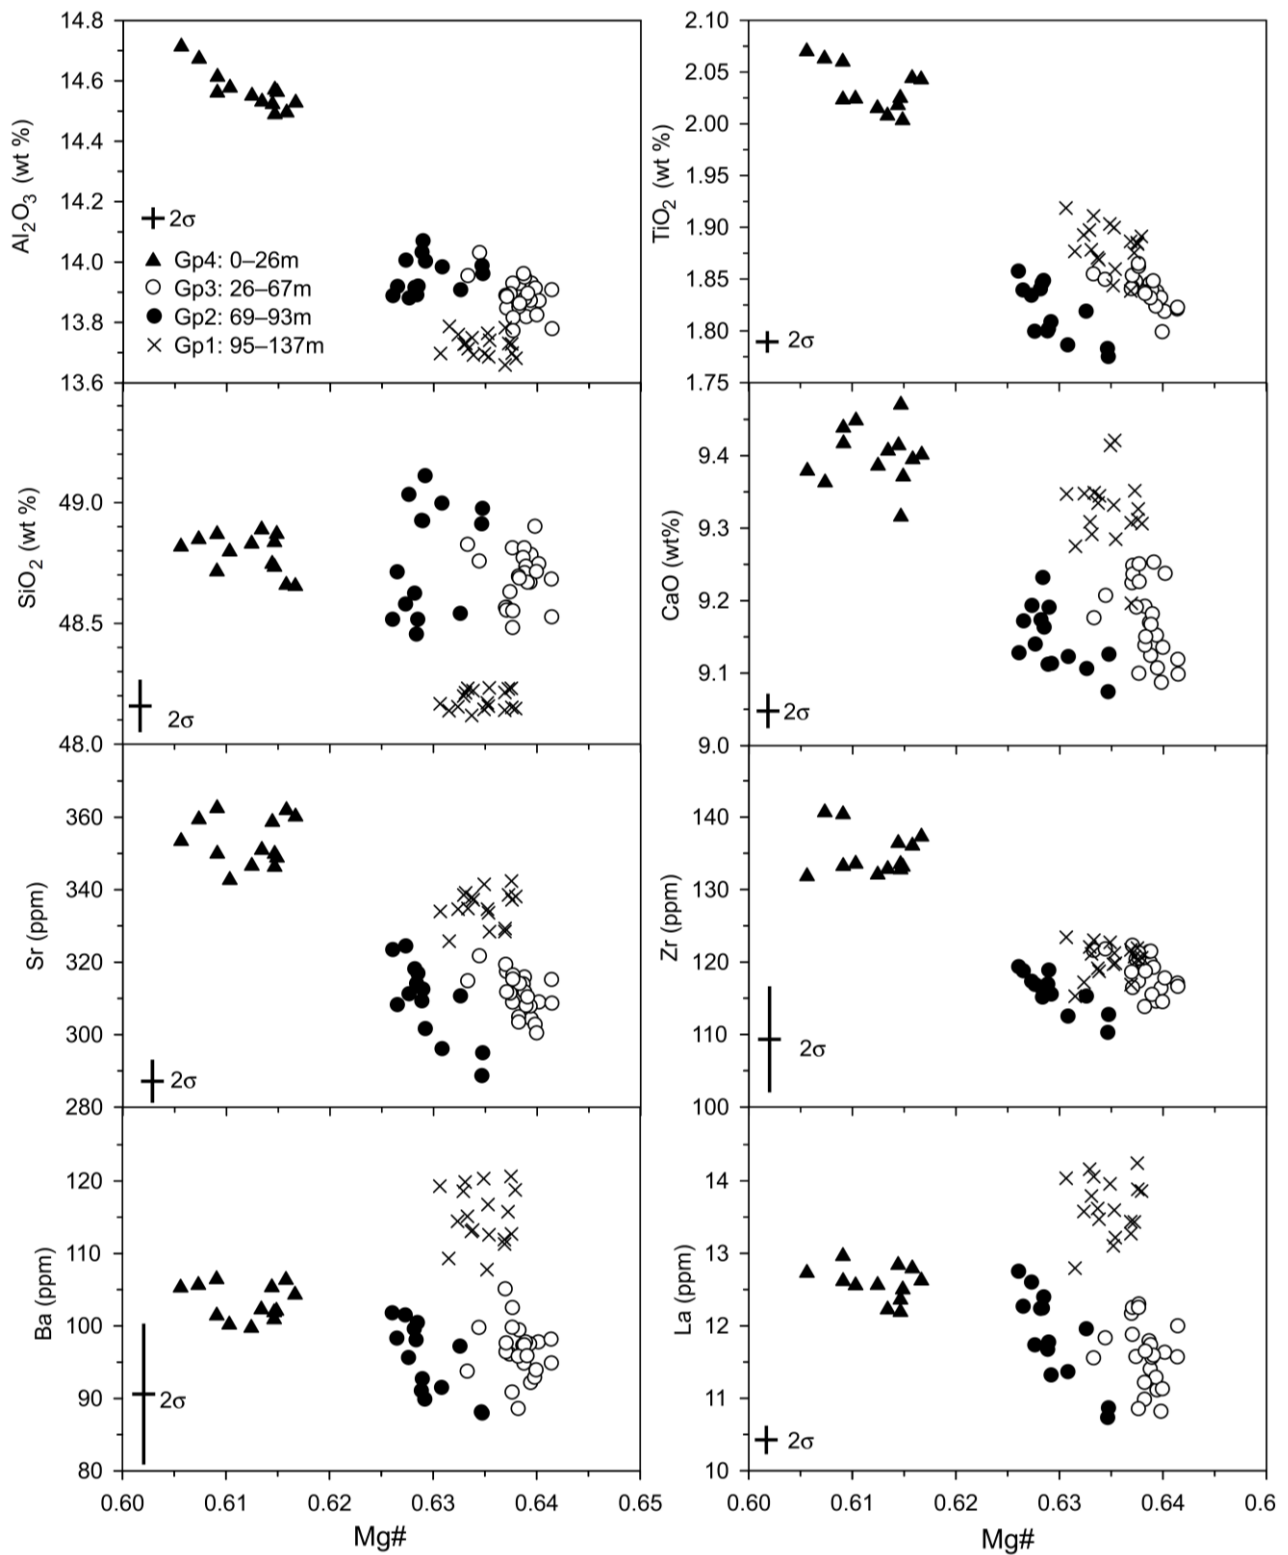 14.8
14.6
14.4
14.2
14.0
13.8
13.6
Al2O3 (wt %)
2σ
Gp4: 0–26m
Gp3: 26–67m
Gp2: 69–93m
Gp1: 95–137m
2.10
2.05
2.00
1.95
1.90
1.85
1.80
1.75
TiO2 (wt %)
2σ
49.0
48.5
48.0
SiO2 (wt %)
2σ
9.4
9.3
9.2
9.1
9.0
CaO (wt%)
2σ
360
340
320
300
280
Sr (ppm)
2σ
140
130
120
110
100
Zr (ppm)
2σ
120
110
100
90
80
Ba (ppm)
2σ
0.60 0.61 0.62 0.63 0.64 0.65
Mg#
14
13
12
11
10
La (ppm)
2σ
0.60 0.61 0.62 0.63 0.64 0.6
Mg#